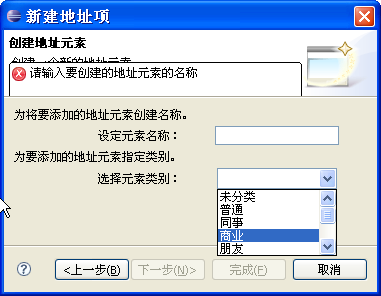 新建地址项
创建地址元素
创建一个新的地址元素
请输入要创建的地址元素的名称
为将要添加的地址元素创建名称。
设定元素名称：
为要添加的地址元素指定类别。
选择元素类别：
未分类
普通
同事
商业
朋友
?
<上一步(B)
下一步(N)>
完成(F)
取消